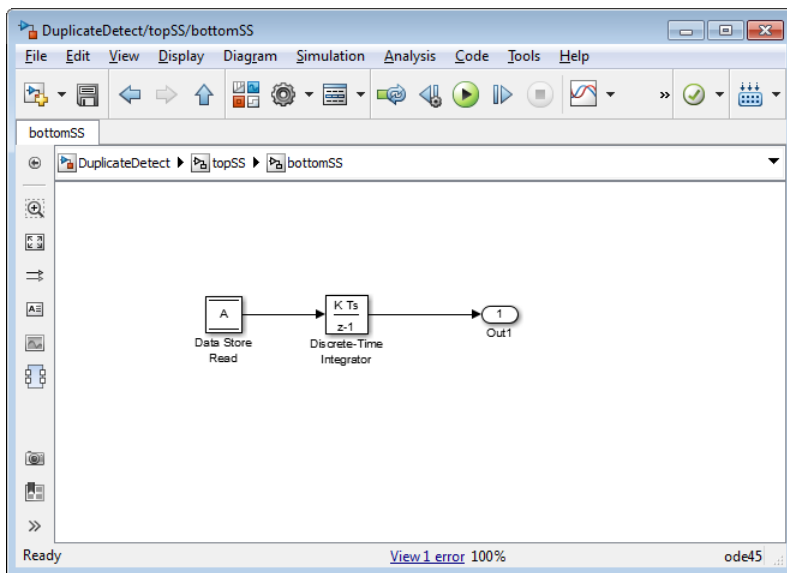 DuplicateDetect/topSS/bottomSS
File Edit View Display Diagram Simulation Analysis Code Tools Help
»
bottomSS
DuplicateDetect topSS bottomSS
A
Data Store
Read
K Ts
z-1
Discrete-Time
Integrator
1
Out1
»
Ready View 1 error 100% ode45